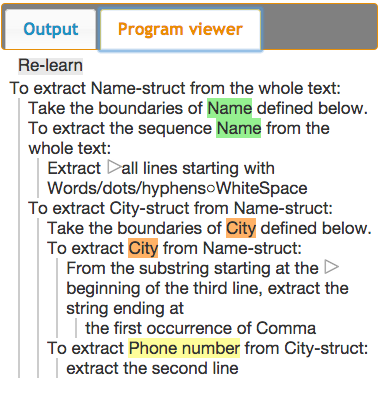 Output Program viewer
Re-learn
To extract Name-struct from the whole text:
Take the boundaries of Name defined below.
To extract the sequence Name from the
whole text:
Extract ▷all lines starting with
Words/dots/hyphens○WhiteSpace
To extract City-struct from Name-struct:
Take the boundaries of City defined below.
To extract City from Name-struct:
From the substring starting at the ▷
beginning of the third line, extract the
string ending at
the first occurrence of Comma
To extract Phone number from City-struct:
extract the second line